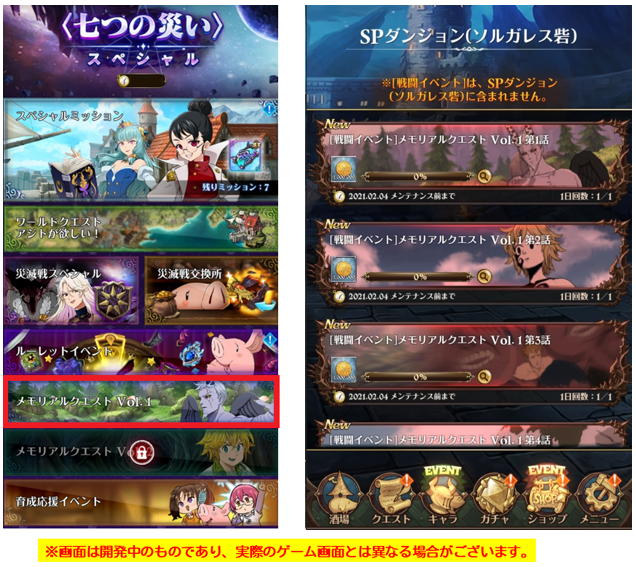 〈七つの災い〉
スペシャル
スペシャルミッション
残りミッション：7
ワールドクエスト
アジトが欲しい！
災滅戦スペシャル
災滅戦交換所
ルーレットイベント
メモリアルクエスト Vol. 1
メモリアルクエスト Vo
育成応援イベント
SPダンジョン(ソルガレス砦)
※[戦闘イベント]は、SPダンジョン
(ソルガレス砦)に含まれません。
New
[戦闘イベント]メモリアルクエスト Vol. 1 第1話
0%
2021.02.04 メンテナンス前まで
1日回数：1/1
New
[戦闘イベント]メモリアルクエスト Vol. 1 第2話
0%
2021.02.04 メンテナンス前まで
1日回数：1/1
New
[戦闘イベント]メモリアルクエスト Vol. 1 第3話
0%
2021.02.04 メンテナンス前まで
1日回数：1/1
New
[戦闘イベント]メモリアルクエスト Vol. 1 第4話
EVENT
EVENT
SHOP
酒場
クエスト
キャラ
ガチャ
ショップ
メニュー
※画面は開発中のものであり、実際のゲーム画面とは異なる場合がございます。